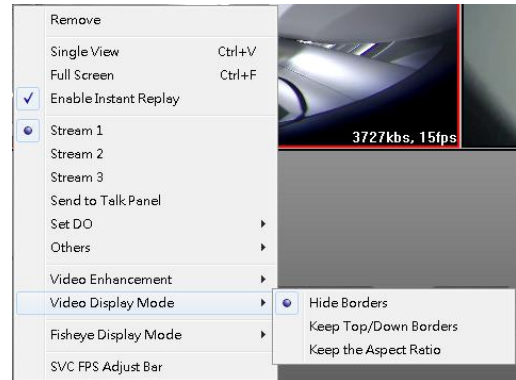 Remove
Single View Ctrl+V
Full Screen Ctrl+F
Enable Instant Replay
Stream 1
3727kbs, 15fps
Stream 2
Stream 3
Send to Talk Panel
Set DO
Others
Video Enhancement
Video Display Mode
Hide Borders
Keep Top/Down Borders
Fisheye Display Mode
Keep the Aspect Ratio
SVC FPS Adjust Bar